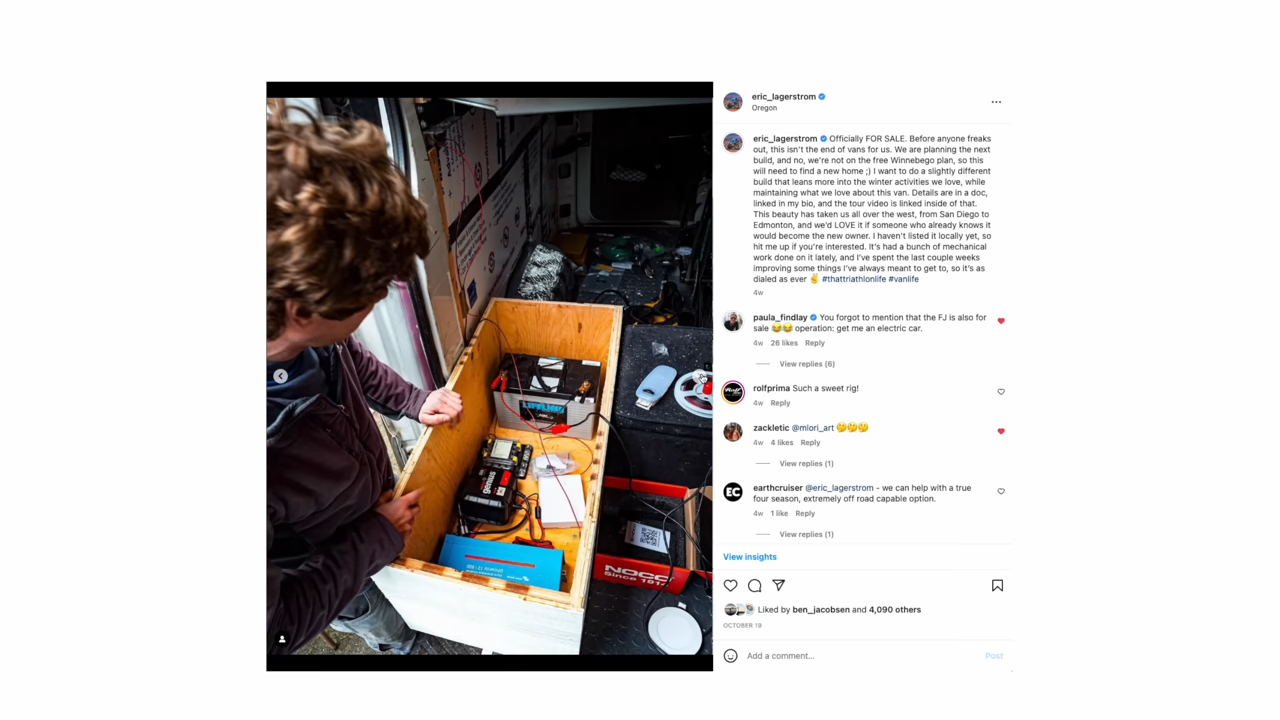 eric_lagerstrom
Oregon
eric_lagerstrom Officially FOR SALE. Before anyone freaks
out, this isn't the end of vans for us. We are planning the next
build, and no, we're not on the free Winnebego plan, so this
will need to find a new home ;) I want to do a slightly different
build that leans more into the winter activities we love, while
maintaining what we love about this van. Details are in a doc,
linked in my bio, and the tour video is linked inside of that.
This beauty has taken us all over the west, from San Diego to
Edmonton, and we'd LOVE it if someone who already knows it
would become the new owner. I haven't listed it locally yet, so
hit me up if you're interested. It's had a bunch of mechanical
work done on it lately, and I've spent the last couple weeks
improving some things I've always meant to get to, so it's as
dialed as ever ✌️ #thattriathlonlife #vanlife
4w
paula_findlay You forgot to mention that the FJ is also for
sale 😂😂 operation: get me an electric car.
4w 26 likes Reply
View replies (6)
rolfprima Such a sweet rig!
4w Reply
zackletic @mlori_art 🤔🤔🤔
4w 4 likes Reply
View replies (1)
EC
earthcruiser @eric_lagerstrom - we can help with a true
four season, extremely off road capable option.
4w 1 like Reply
View replies (1)
View insights
Liked by ben_jacobsen and 4,090 others
OCTOBER 19
Add a comment...
Post
LIFELINE
genius
NOCO
Since 1914